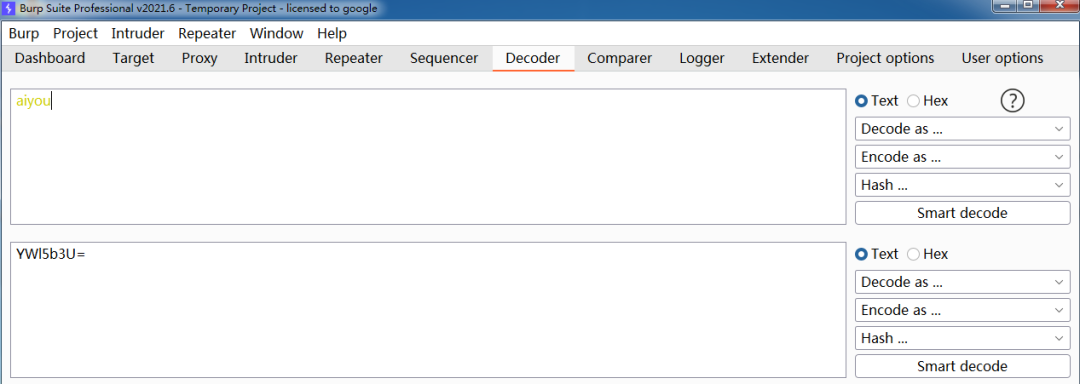 Burp Suite Professional v2021.6 - Temporary Project - licensed to google
Burp Project Intruder Repeater Window Help
Dashboard Target Proxy Intruder Repeater Sequencer Decoder Comparer Logger Extender Project options User options
aiyou
Text Hex ?
Decode as ...
Encode as ...
Hash ...
Smart decode
YWl5b3U=
Text Hex
Decode as ...
Encode as ...
Hash ...
Smart decode